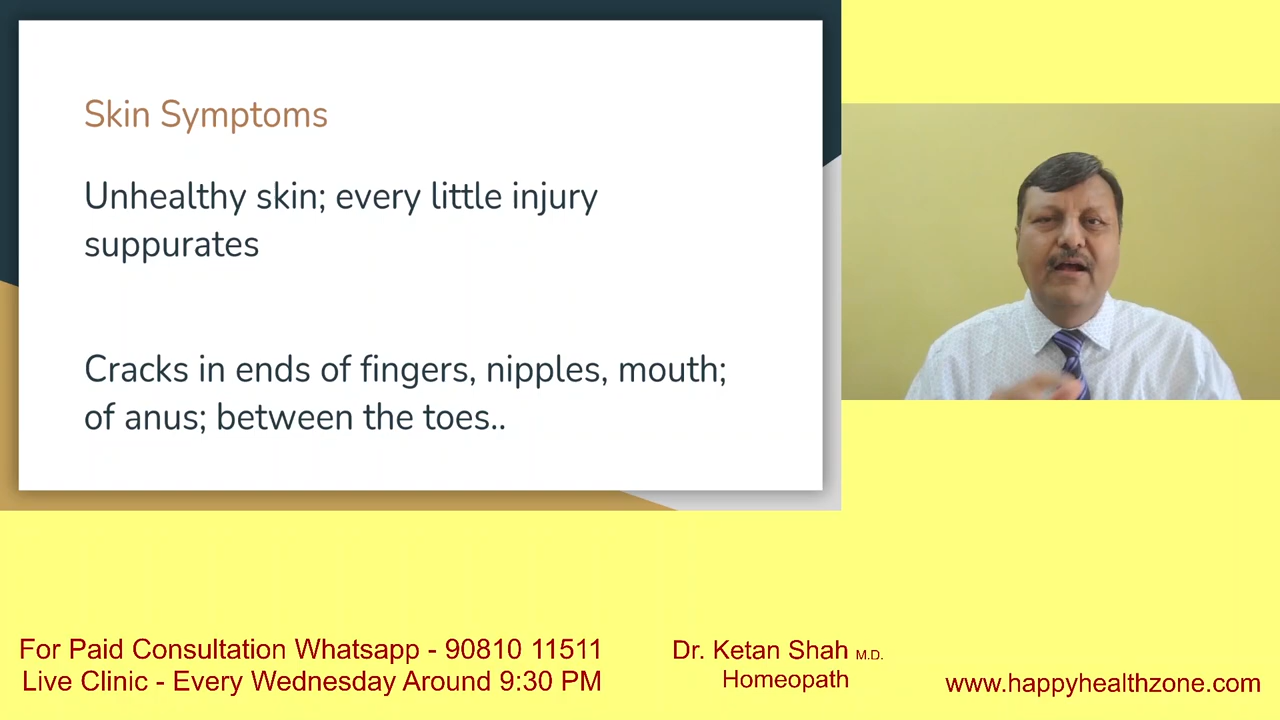 Skin Symptoms
Unhealthy skin; every little injury
suppurates
Cracks in ends of fingers, nipples, mouth;
of anus; between the toes..
For Paid Consultation Whatsapp - 90810 11511
Live Clinic - Every Wednesday Around 9:30 PM
Dr. Ketan Shah M.D.
Homeopath
www.happyhealthzone.com